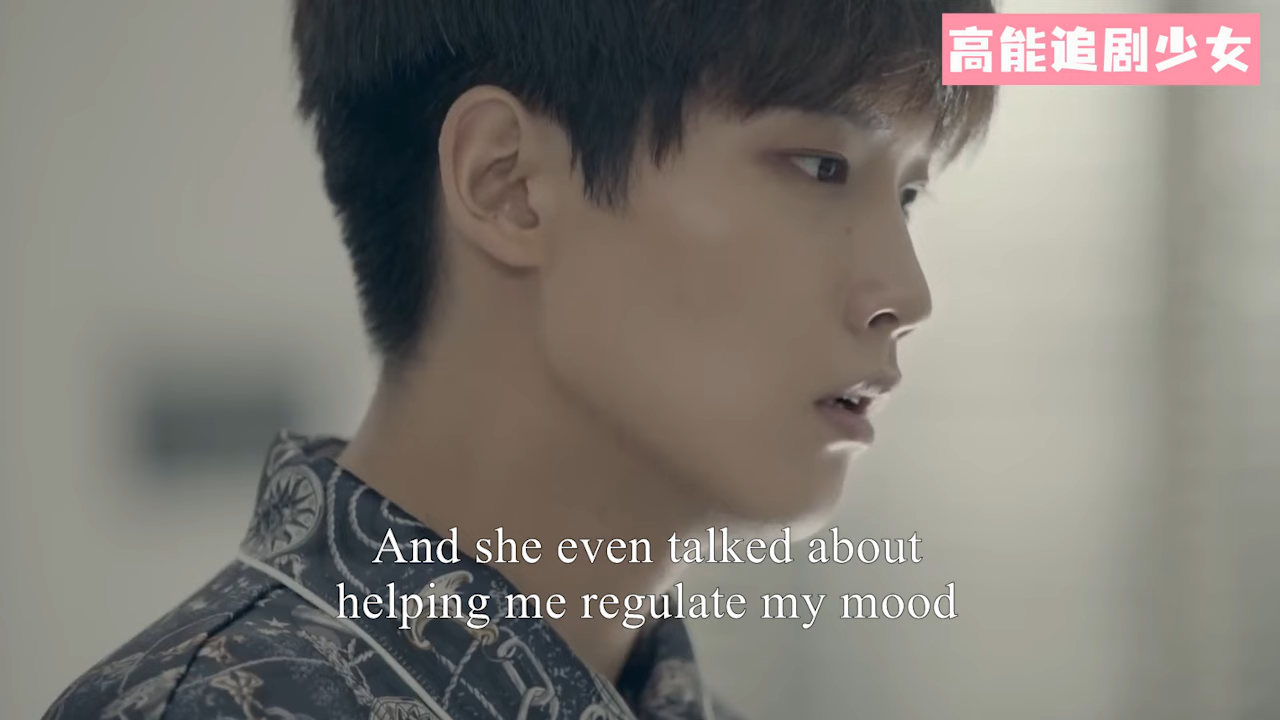 高能追剧少女
And she even talked about
helping me regulate my mood